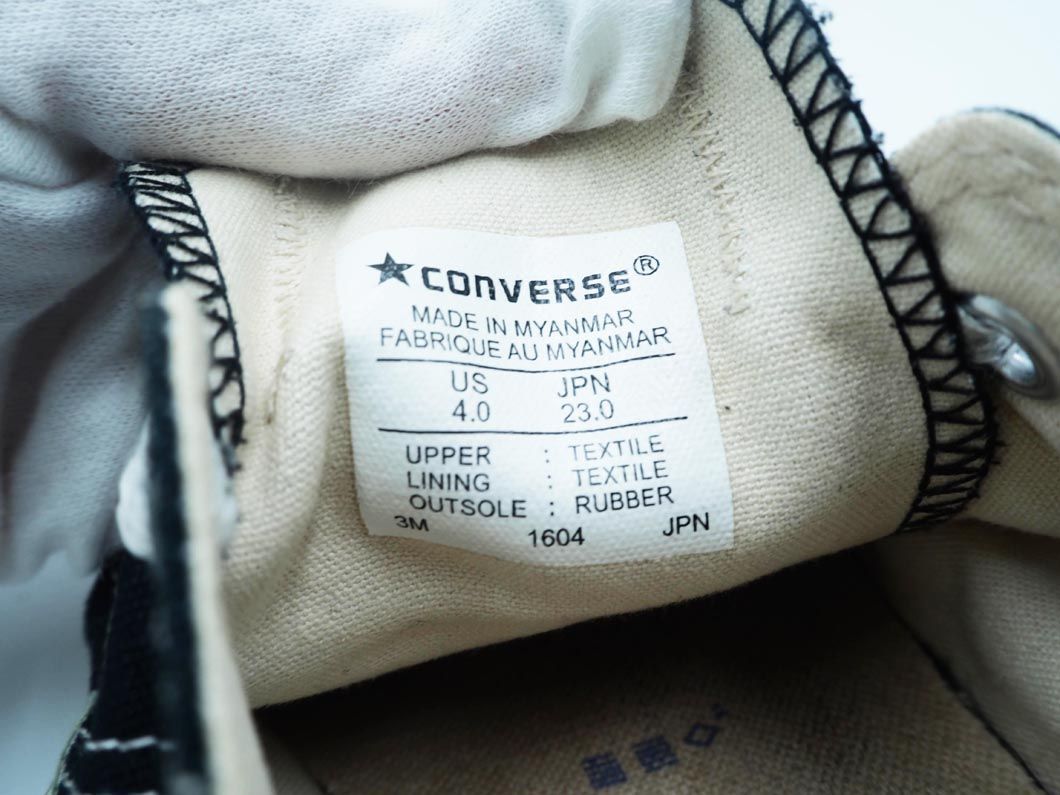 ★CONVERSE®
MADE IN MYANMAR
FABRIQUE AU MYANMAR
US JPN
4.0 23.0
UPPER : TEXTILE
LINING : TEXTILE
OUTSOLE : RUBBER
3M 1604 JPN